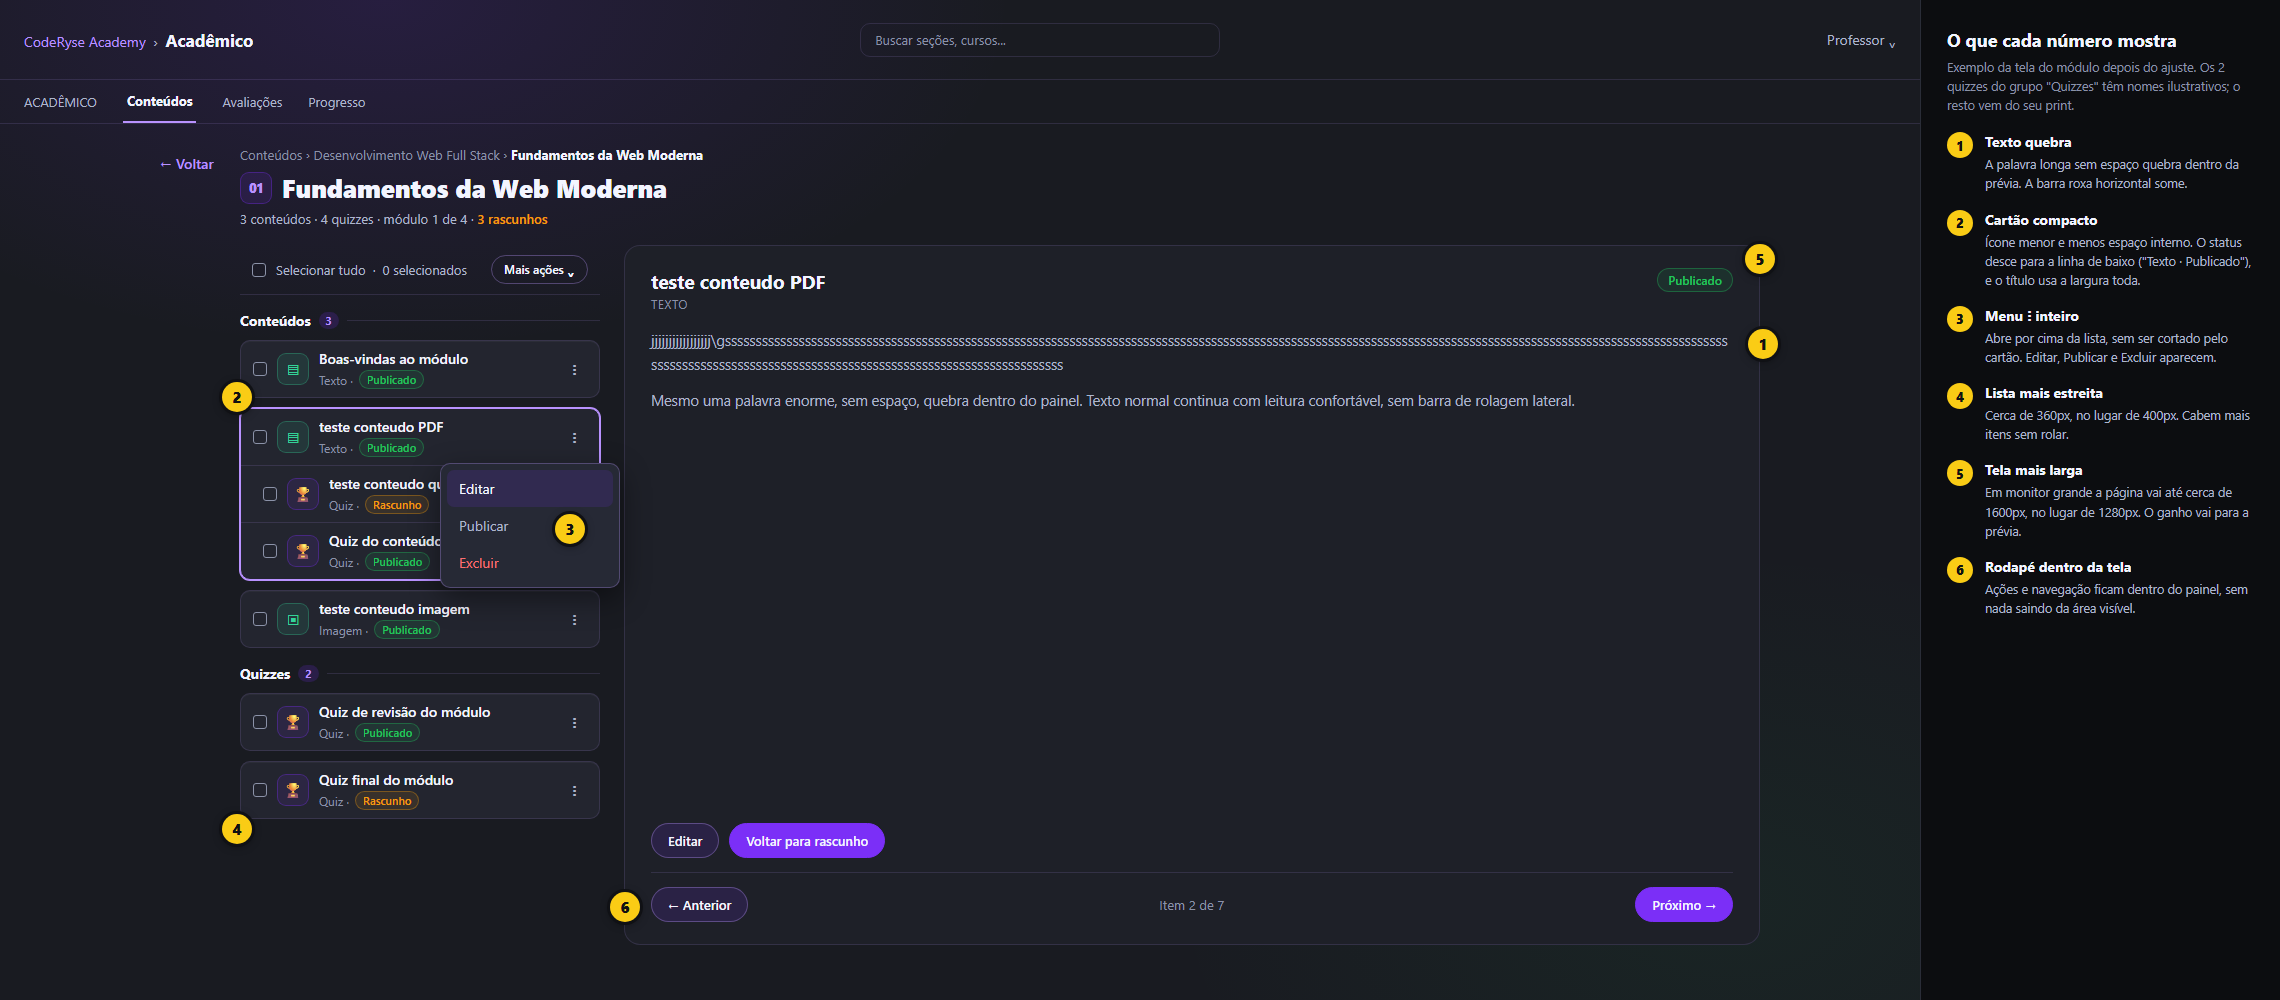 CodeRyse Academy › Acadêmico
Buscar seções, cursos...
Professor
ACADÊMICO
Conteúdos
Avaliações
Progresso
← Voltar
Conteúdos › Desenvolvimento Web Full Stack › Fundamentos da Web Moderna
01 Fundamentos da Web Moderna
3 conteúdos · 4 quizzes · módulo 1 de 4 · 3 rascunhos
Selecionar tudo · 0 selecionados
Mais ações
Conteúdos 3
Boas-vindas ao módulo
Texto · Publicado
2
teste conteudo PDF
Texto · Publicado
teste conteudo qu
Quiz · Rascunho
Quiz do conteúdo
Quiz · Publicado
Editar
Publicar
3
Excluir
teste conteudo imagem
Imagem · Publicado
Quizzes 2
Quiz de revisão do módulo
Quiz · Publicado
Quiz final do módulo
Quiz · Rascunho
4
teste conteudo PDF
TEXTO
Publicado
5
1
Mesmo uma palavra enorme, sem espaço, quebra dentro do painel. Texto normal continua com leitura confortável, sem barra de rolagem lateral.
Editar
Voltar para rascunho
6
← Anterior
Item 2 de 7
Próximo →
O que cada número mostra
Exemplo da tela do módulo depois do ajuste. Os 2
quizzes do grupo "Quizzes" têm nomes ilustrativos; o
resto vem do seu print.
1 Texto quebra
A palavra longa sem espaço quebra dentro da
prévia. A barra roxa horizontal some.
2 Cartão compacto
Ícone menor e menos espaço interno. O status
desce para a linha de baixo ("Texto · Publicado"),
e o título usa a largura toda.
3 Menu ⋮ inteiro
Abre por cima da lista, sem ser cortado pelo
cartão. Editar, Publicar e Excluir aparecem.
4 Lista mais estreita
Cerca de 360px, no lugar de 400px. Cabem mais
itens sem rolar.
5 Tela mais larga
Em monitor grande a página vai até cerca de
1600px, no lugar de 1280px. O ganho vai para a
prévia.
6 Rodapé dentro da tela
Ações e navegação ficam dentro do painel, sem
nada saindo da área visível.